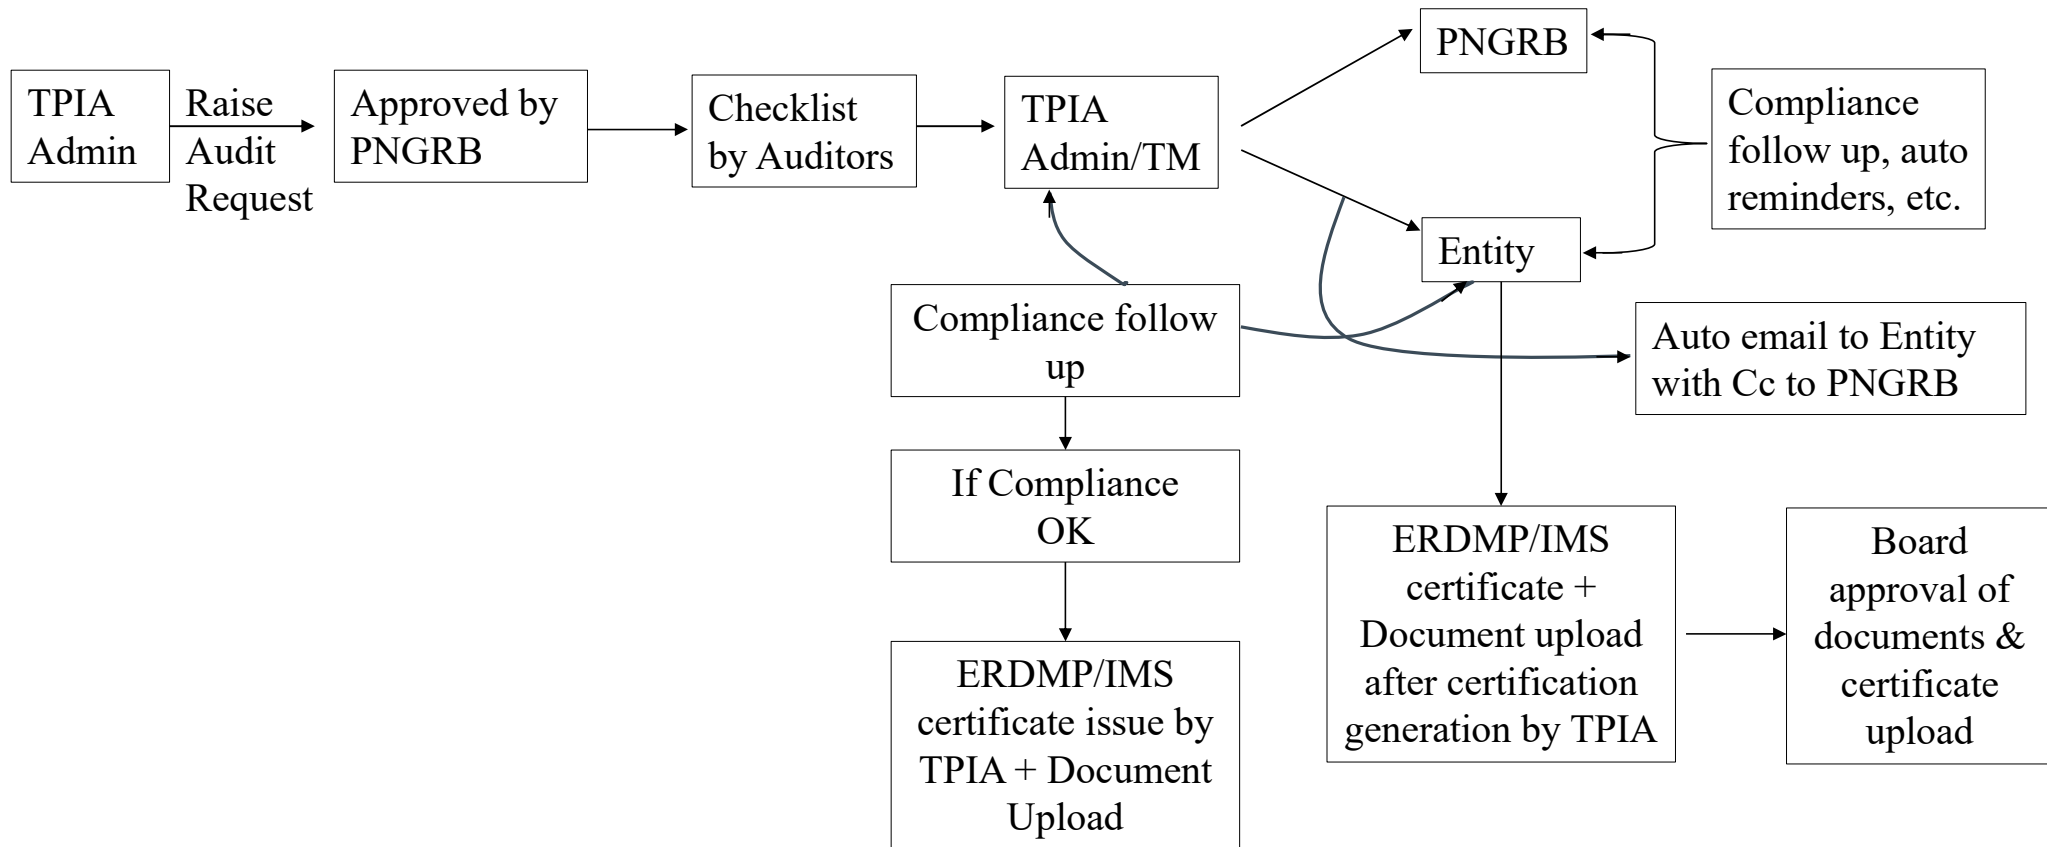 TPIA
Admin
Raise
Audit
Request
Approved by
PNGRB
Checklist
by Auditors
TPIA
Admin/TM
PNGRB
Compliance
follow up, auto
reminders, etc.
Entity
Compliance follow
up
Auto email to Entity
with Cc to PNGRB
If Compliance
OK
ERDMP/IMS
certificate issue by
TPIA + Document
Upload
ERDMP/IMS
certificate +
Document upload
after certification
generation by TPIA
Board
approval of
documents &
certificate
upload